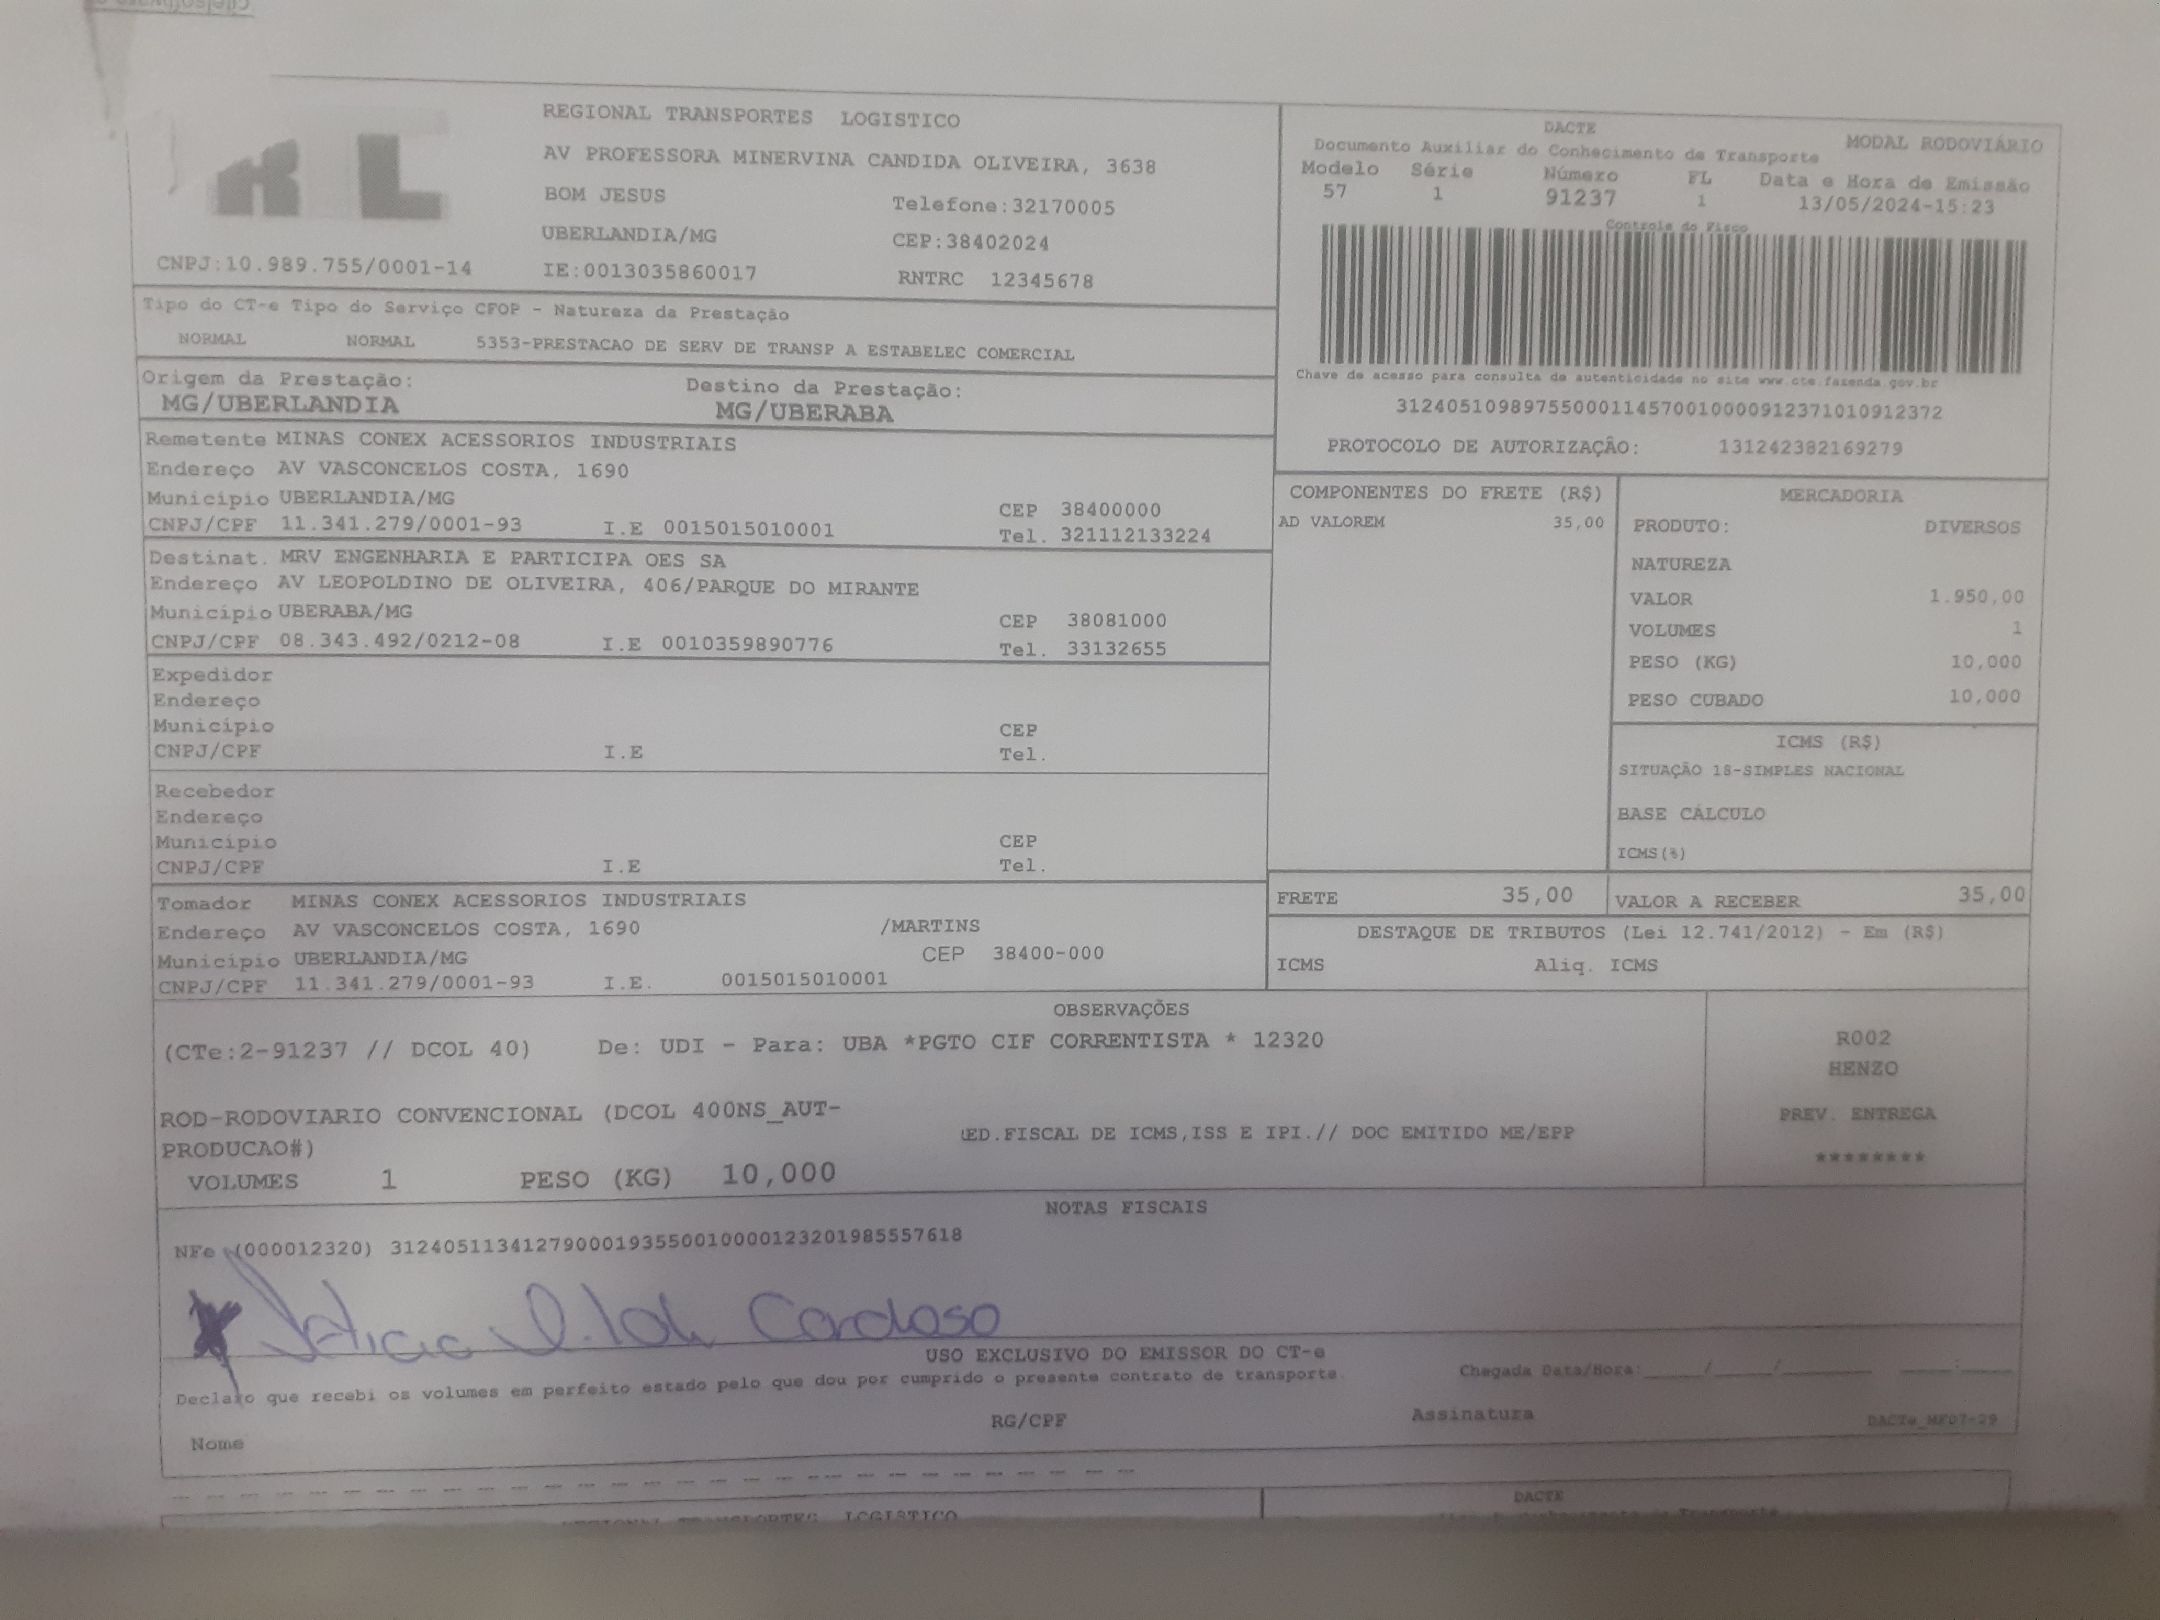 REGIONAL TRANSPORTES LOGISTICO
AV PROFESSORA MINERVINA CANDIDA OLIVEIRA, 3638
BOM JESUS Telefone:32170005
UBERLANDIA/MG CEP:38402024
CNPJ:10.989.755/0001-14 IE:0013035860017 RNTRC 12345678
DACTE
Documento Auxiliar do Conhecimento de Transporte MODAL RODOVIÁRIO
Modelo Série Número FL Data e Hora de Emissão
57 1 91237 1 13/05/2024-15:23
Controle do Fisco
Chave de acesso para consulta de autenticidade no site www.cte.fazenda.gov.br
31240510989755000114570010000912371010912372
PROTOCOLO DE AUTORIZAÇÃO: 131242382169279
Tipo do CT-e Tipo do Serviço CFOP - Natureza da Prestação
NORMAL NORMAL 5353-PRESTACAO DE SERV DE TRANSP A ESTABELEC COMERCIAL
Origem da Prestação: Destino da Prestação:
MG/UBERLANDIA MG/UBERABA
Remetente MINAS CONEX ACESSORIOS INDUSTRIAIS
Endereço AV VASCONCELOS COSTA, 1690
Município UBERLANDIA/MG CEP 38400000
CNPJ/CPF 11.341.279/0001-93 I.E 0015015010001 Tel. 321112133224
Destinat. MRV ENGENHARIA E PARTICIPA OES SA
Endereço AV LEOPOLDINO DE OLIVEIRA, 406/PARQUE DO MIRANTE
Município UBERABA/MG CEP 38081000
CNPJ/CPF 08.343.492/0212-08 I.E 0010359890776 Tel. 33132655
Expedidor
Endereço
Município CEP
CNPJ/CPF I.E Tel.
Recebedor
Endereço
Município CEP
CNPJ/CPF I.E Tel.
Tomador MINAS CONEX ACESSORIOS INDUSTRIAIS
Endereço AV VASCONCELOS COSTA, 1690 /MARTINS
Município UBERLANDIA/MG CEP 38400-000
CNPJ/CPF 11.341.279/0001-93 I.E. 0015015010001
COMPONENTES DO FRETE (R$)
AD VALOREM 35,00
MERCADORIA
PRODUTO: DIVERSOS
NATUREZA
VALOR 1.950,00
VOLUMES 1
PESO (KG) 10,000
PESO CUBADO 10,000
ICMS (R$)
SITUAÇÃO 1S-SIMPLES NACIONAL
BASE CÁLCULO
ICMS(%)
FRETE 35,00 VALOR A RECEBER 35,00
DESTAQUE DE TRIBUTOS (Lei 12.741/2012) - Em (R$)
ICMS Aliq. ICMS
OBSERVAÇÕES
(CTe:2-91237 // DCOL 40) De: UDI - Para: UBA *PGTO CIF CORRENTISTA * 12320
ROD-RODOVIARIO CONVENCIONAL (DCOL 400NS_AUT-
PRODUCAO#) ED.FISCAL DE ICMS,ISS E IPI.// DOC EMITIDO ME/EPP
VOLUMES 1 PESO (KG) 10,000
R002
HENZO
PREV. ENTREGA
********
NOTAS FISCAIS
NFe (000012320) 31240511341279000193550010000123201985557618
Cardoso
USO EXCLUSIVO DO EMISSOR DO CT-e
Declaro que recebi os volumes em perfeito estado pelo que dou por cumprido o presente contrato de transporte. Chegada Data/Hora:____/____/____ __:__
Nome RG/CPF Assinatura DACTe_MF07-29
DACTE
REGIONAL TRANSPORTES LOGISTICO